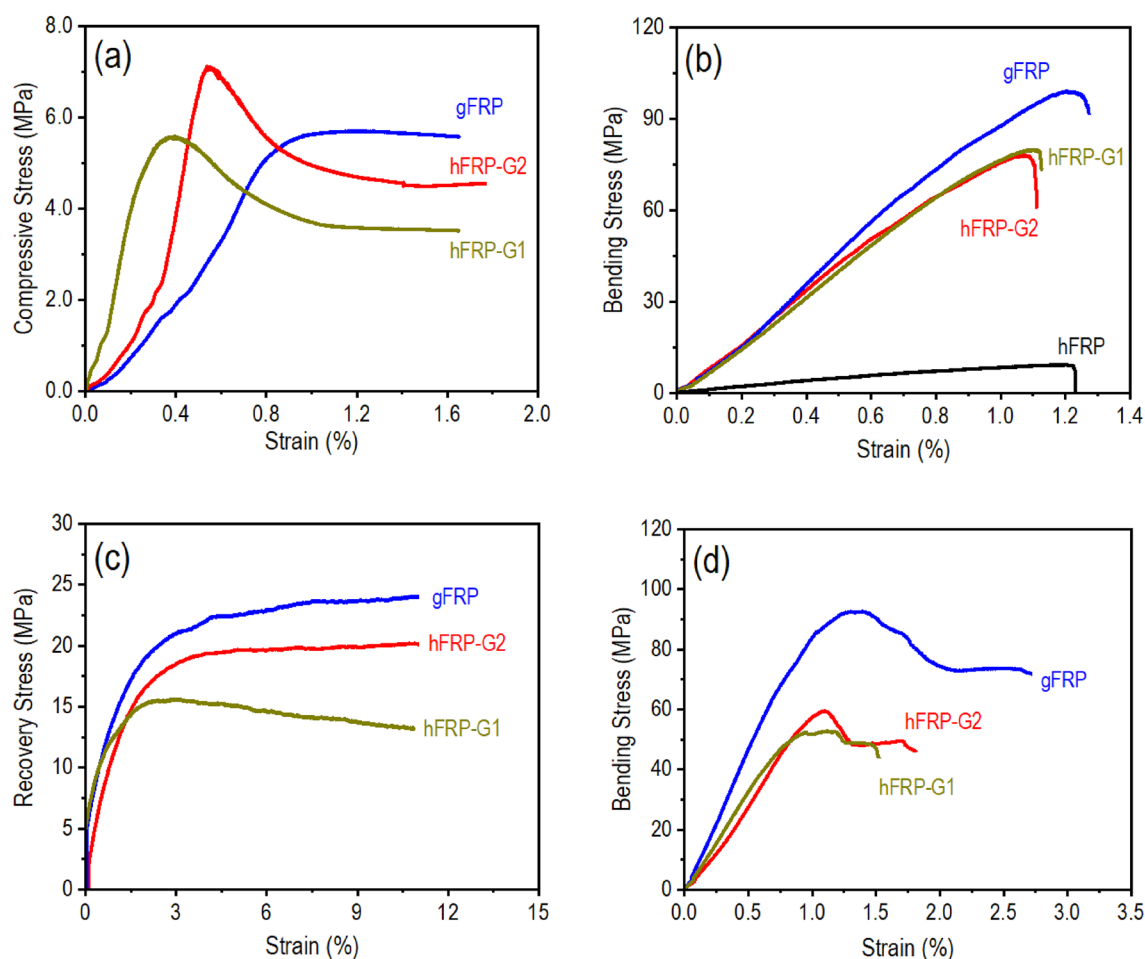 (a)
Compressive Stress (MPa)
8.0
6.0
4.0
2.0
0.0
gFRP
hFRP-G2
hFRP-G1
0.0 0.4 0.8 1.2 1.6 2.0
Strain (%)
(b)
Bending Stress (MPa)
120
90
60
30
0
gFRP
hFRP-G1
hFRP-G2
hFRP
0.0 0.2 0.4 0.6 0.8 1.0 1.2 1.4
Strain (%)
(c)
Recovery Stress (MPa)
30
25
20
15
10
5
0
gFRP
hFRP-G2
hFRP-G1
0 3 6 9 12 15
Strain (%)
(d)
Bending Stress (MPa)
120
100
80
60
40
20
0
gFRP
hFRP-G2
hFRP-G1
0.0 0.5 1.0 1.5 2.0 2.5 3.0 3.5
Strain (%)